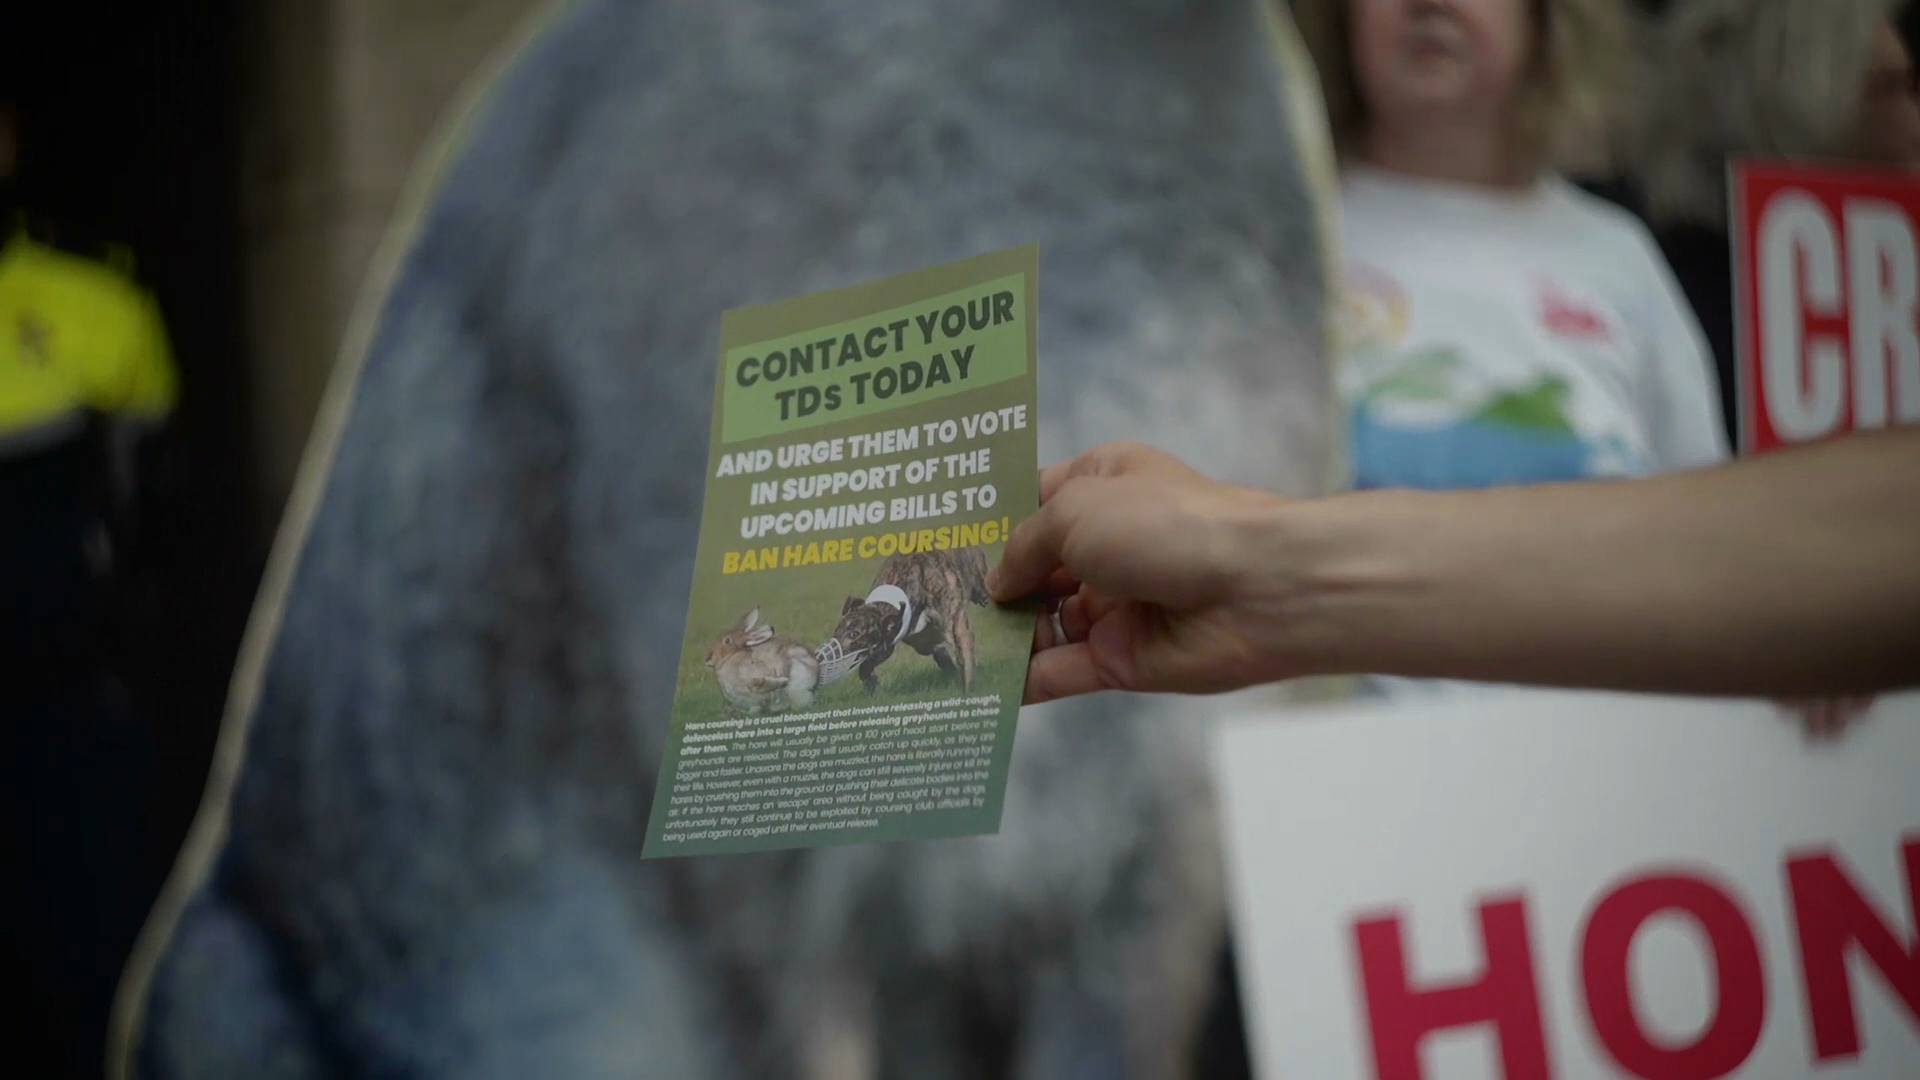 CONTACT YOUR
TDs TODAY
AND URGE THEM TO VOTE
IN SUPPORT OF THE
UPCOMING BILLS TO
BAN HARE COURSING!
Hare coursing is a cruel bloodsport that involves releasing a wild-caught,
defenceless hare into a large field before releasing greyhounds to chase
after them. The hare will usually be given a 100 yard head start before the
greyhounds are released. The dogs will usually catch up quickly, as they are
bigger and faster. Unaware the dogs are muzzled, the hare is literally running for
their life. However, even with a muzzle, the dogs can still severely injure or kill the
hares by crushing them into the ground or pushing their delicate bodies into the
air. If the hare reaches an 'escape' area without being caught by the dogs,
unfortunately they still continue to be exploited by coursing club officials by
being used again or caged until their eventual release.
CR
HON